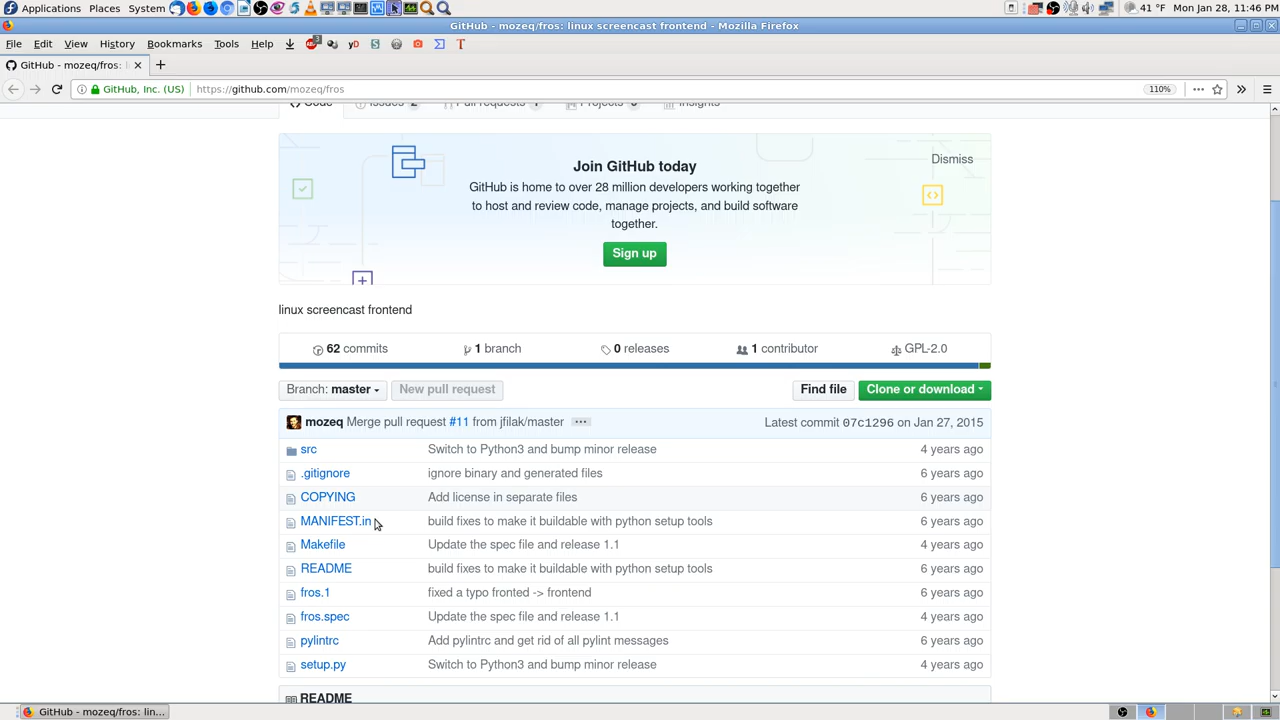 Applications Places System 41 °F Mon Jan 28, 11:46 PM
GitHub - mozeq/fros: linux screencast frontend - Mozilla Firefox
File Edit View History Bookmarks Tools Help 3 yD S T
GitHub - mozeq/fros: l
GitHub, Inc. (US) https://github.com/mozeq/fros 110%
Code Issues 2 Pull requests 1 Projects 0 Insights
Join GitHub today
Dismiss
GitHub is home to over 28 million developers working together
to host and review code, manage projects, and build software
together.
Sign up
linux screencast frontend
62 commits 1 branch 0 releases 1 contributor GPL-2.0
Branch: master New pull request Find file Clone or download
mozeq Merge pull request #11 from jfilak/master Latest commit 07c1296 on Jan 27, 2015
src Switch to Python3 and bump minor release 4 years ago
.gitignore ignore binary and generated files 6 years ago
COPYING Add license in separate files 6 years ago
MANIFEST.in build fixes to make it buildable with python setup tools 6 years ago
Makefile Update the spec file and release 1.1 4 years ago
README build fixes to make it buildable with python setup tools 6 years ago
fros.1 fixed a typo fronted -> frontend 6 years ago
fros.spec Update the spec file and release 1.1 4 years ago
pylintrc Add pylintrc and get rid of all pylint messages 6 years ago
setup.py Switch to Python3 and bump minor release 4 years ago
README
GitHub - mozeq/fros: lin...